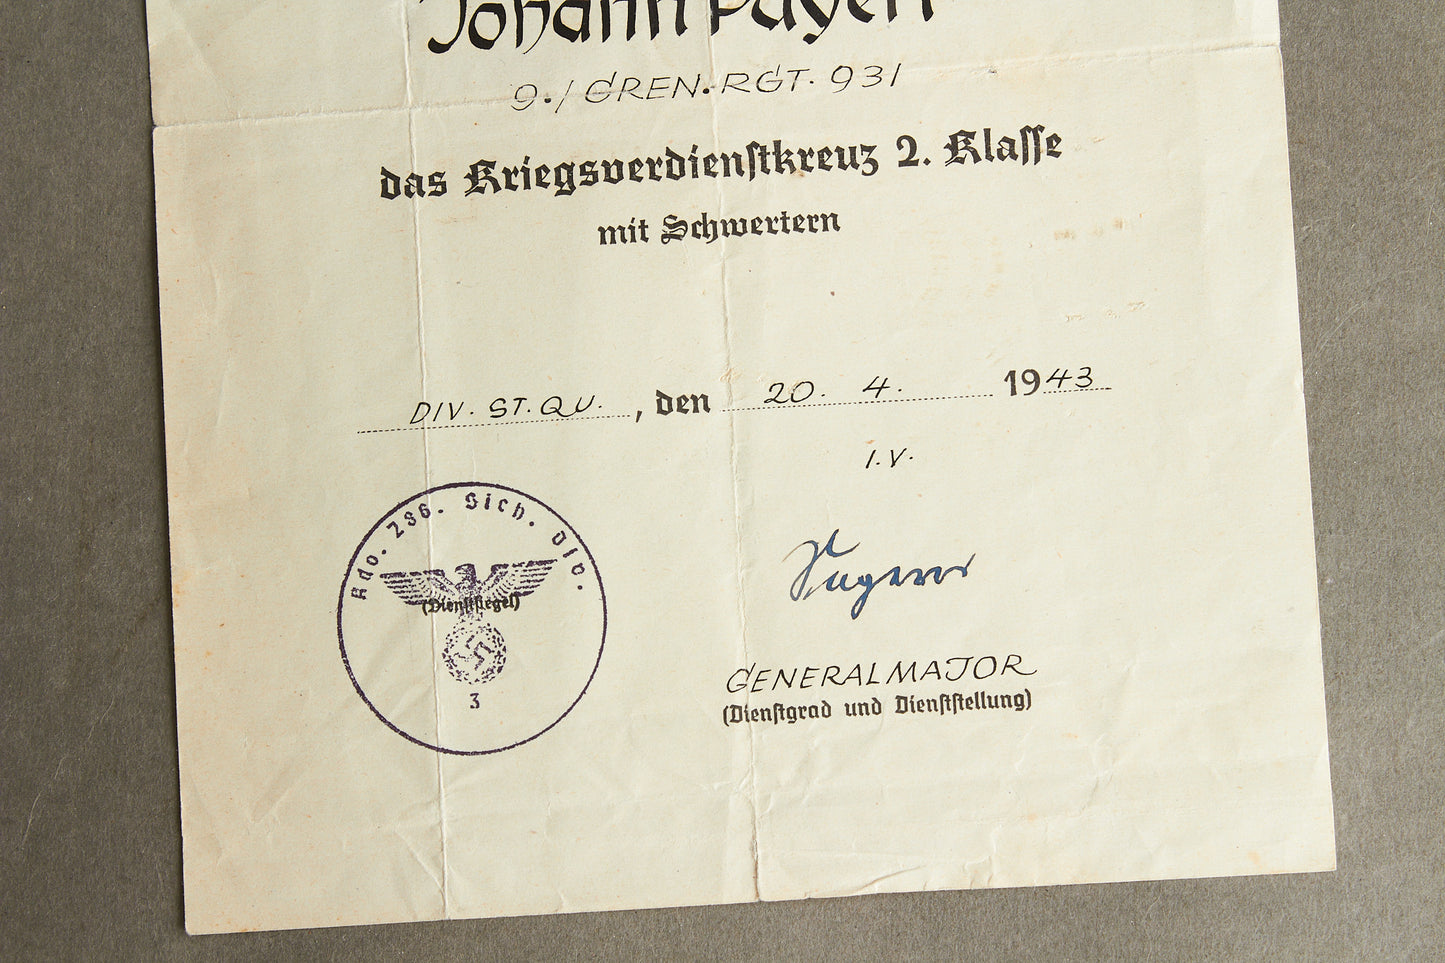 Johann Payen
9./GREN.RGT. 931
das Kriegsverdienstkreuz 2. Klasse
mit Schwertern
DIV. ST. QU. , den 20. 4. 1943
I.V.
Kdo. 286. Sich. Div.
(Dienstsiegel)
3
GENERALMAJOR
(Dienstgrad und Dienststellung)